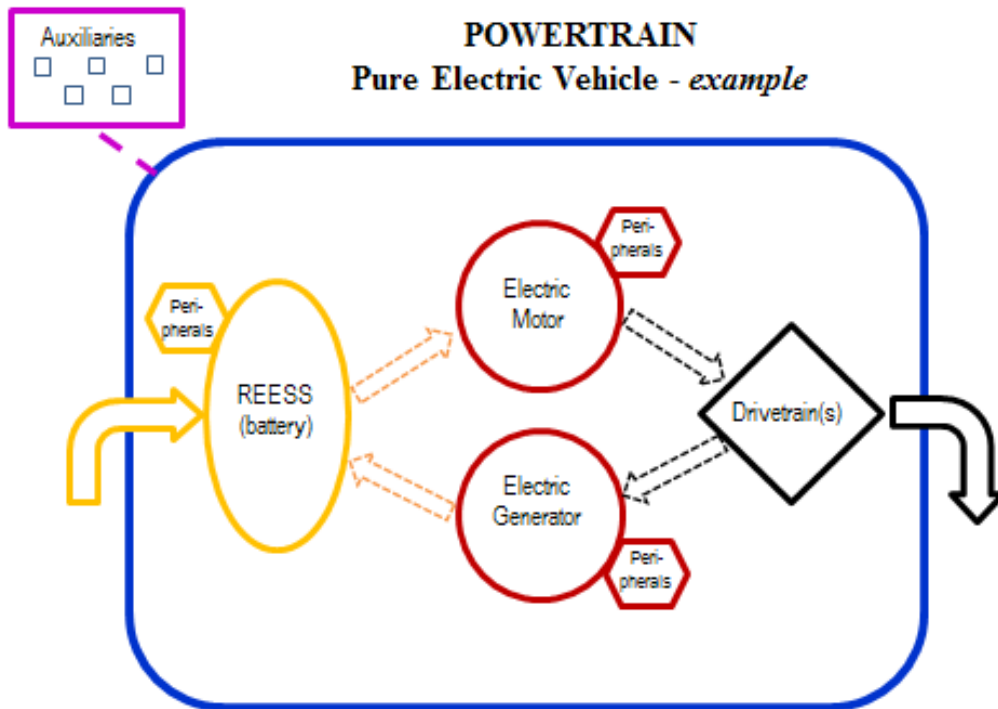 Auxiliaries
POWERTRAIN
Pure Electric Vehicle - example
Peri-
pherals
Electric
Motor
Peri-
pherals
REESS
(battery)
Drivetrain(s)
Electric
Generator
Peri-
pherals